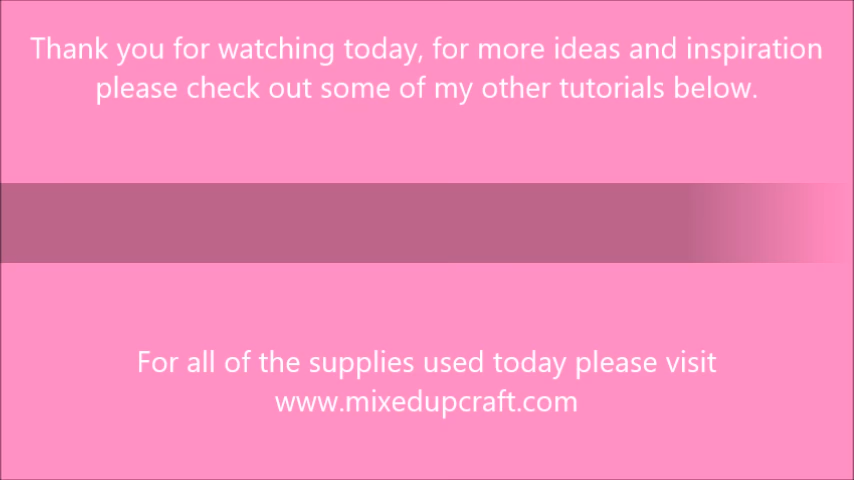 Thank you for watching today, for more ideas and inspiration
please check out some of my other tutorials below.
For all of the supplies used today please visit
www.mixedupcraft.com